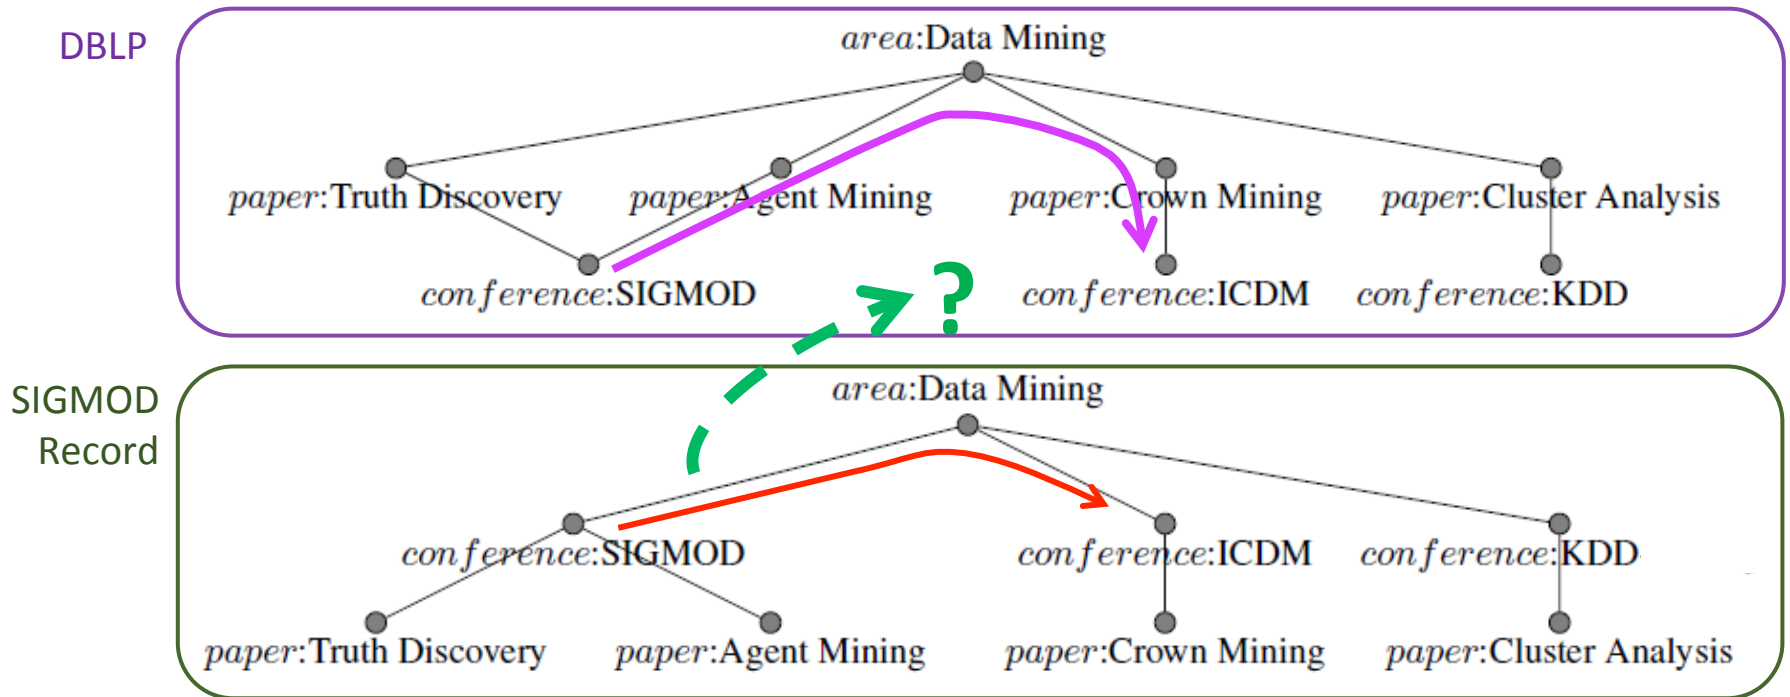 DBLP
area:Data Mining
paper:Truth Discovery
paper:Agent Mining
paper:Crown Mining
paper:Cluster Analysis
conference:SIGMOD
?
conference:ICDM
conference:KDD
SIGMOD
Record
area:Data Mining
conference:SIGMOD
conference:ICDM
conference:KDD
paper:Truth Discovery
paper:Agent Mining
paper:Crown Mining
paper:Cluster Analysis